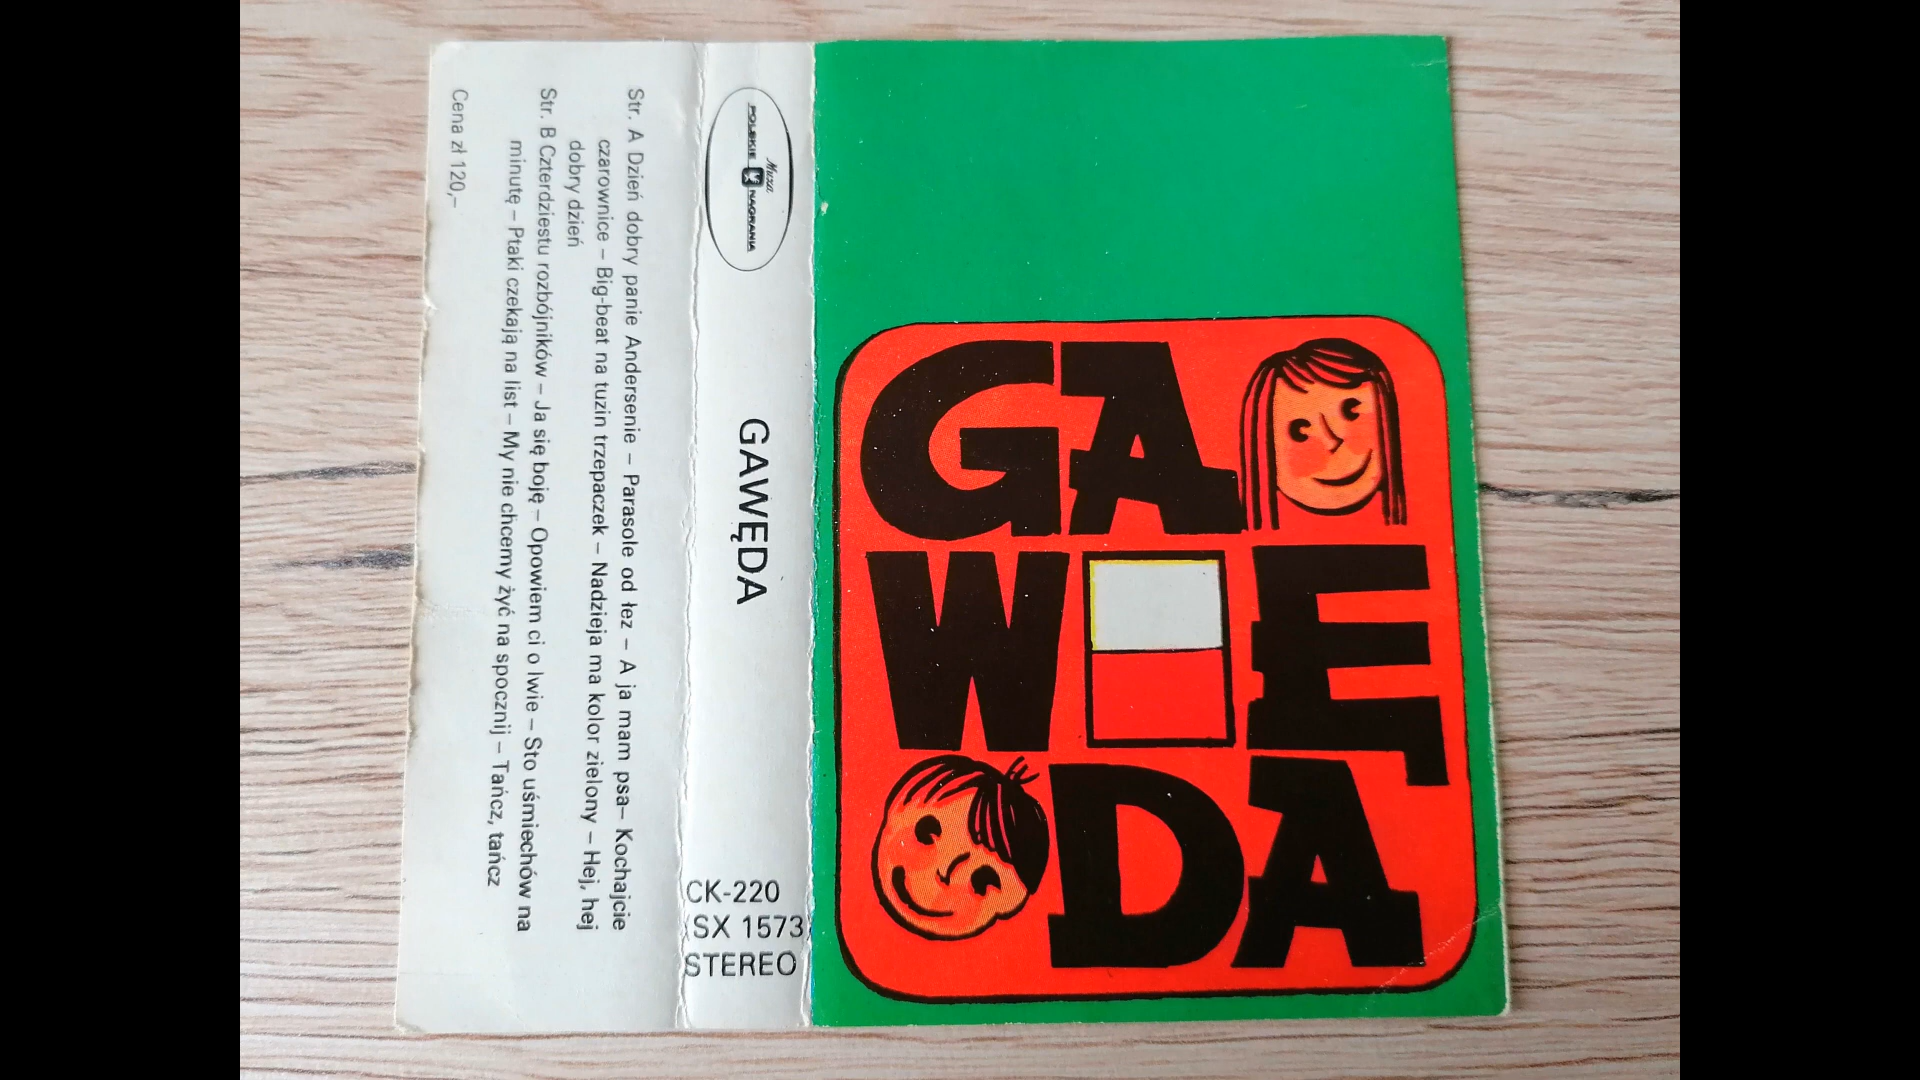 Str. A Dzień dobry panie Andersenie – Parasole od łez – A ja mam psa– Kochajcie
czarownice – Big-beat na tuzin trzepaczek – Nadzieja ma kolor zielony – Hej, hej
dobry dzień
Str. B Czterdziestu rozbójników – Ja się boję – Opowiem ci o lwie – Sto uśmiechów na
minutę – Ptaki czekają na list – My nie chcemy żyć na spocznij – Tańcz, tańcz
Cena zł 120,–
Muza
POLSKIE NAGRANIA
GAWĘDA
CK-220
(SX 1573)
STEREO
GA
WĘ
DA